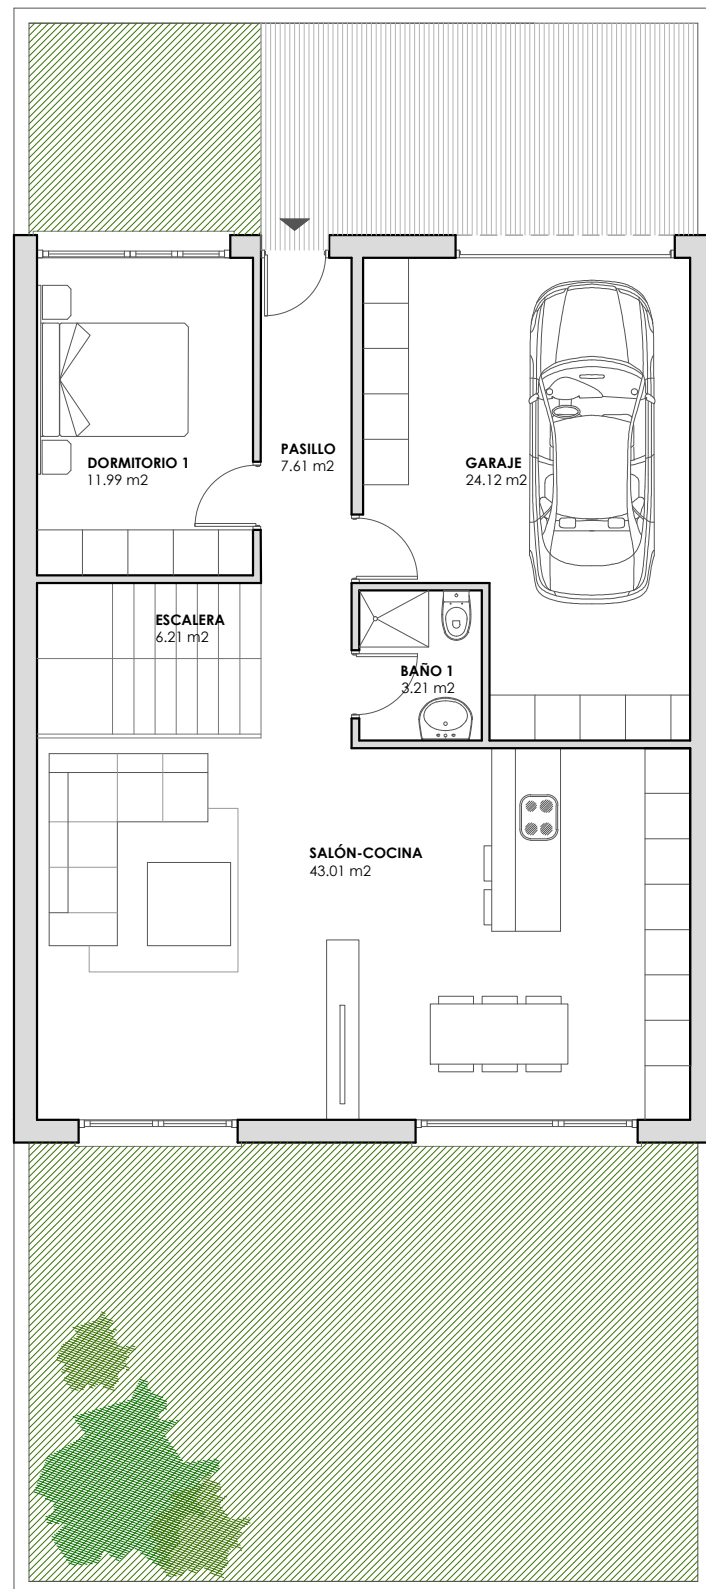 PASILLO
7.61 m2
DORMITORIO 1
11.99 m2
GARAJE
24.12 m2
ESCALERA
6.21 m2
BAÑO 1
3.21 m2
SALÓN-COCINA
43.01 m2